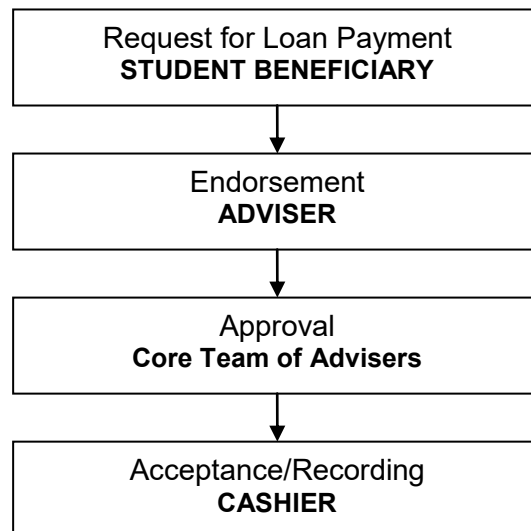 Request for Loan Payment
STUDENT BENEFICIARY
Endorsement
ADVISER
Approval
Core Team of Advisers
Acceptance/Recording
CASHIER